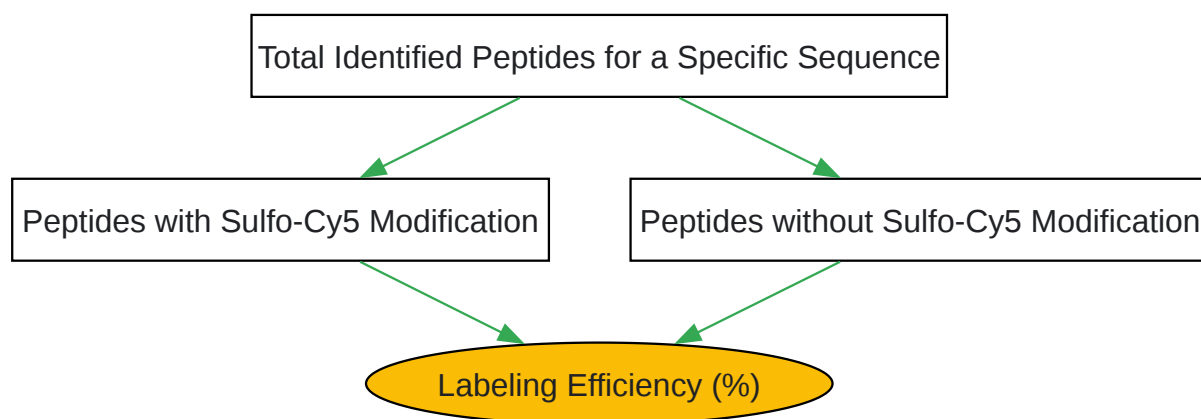 Total Identified Peptides for a Specific Sequence
Peptides with Sulfo-Cy5 Modification
Peptides without Sulfo-Cy5 Modification
Labeling Efficiency (%)